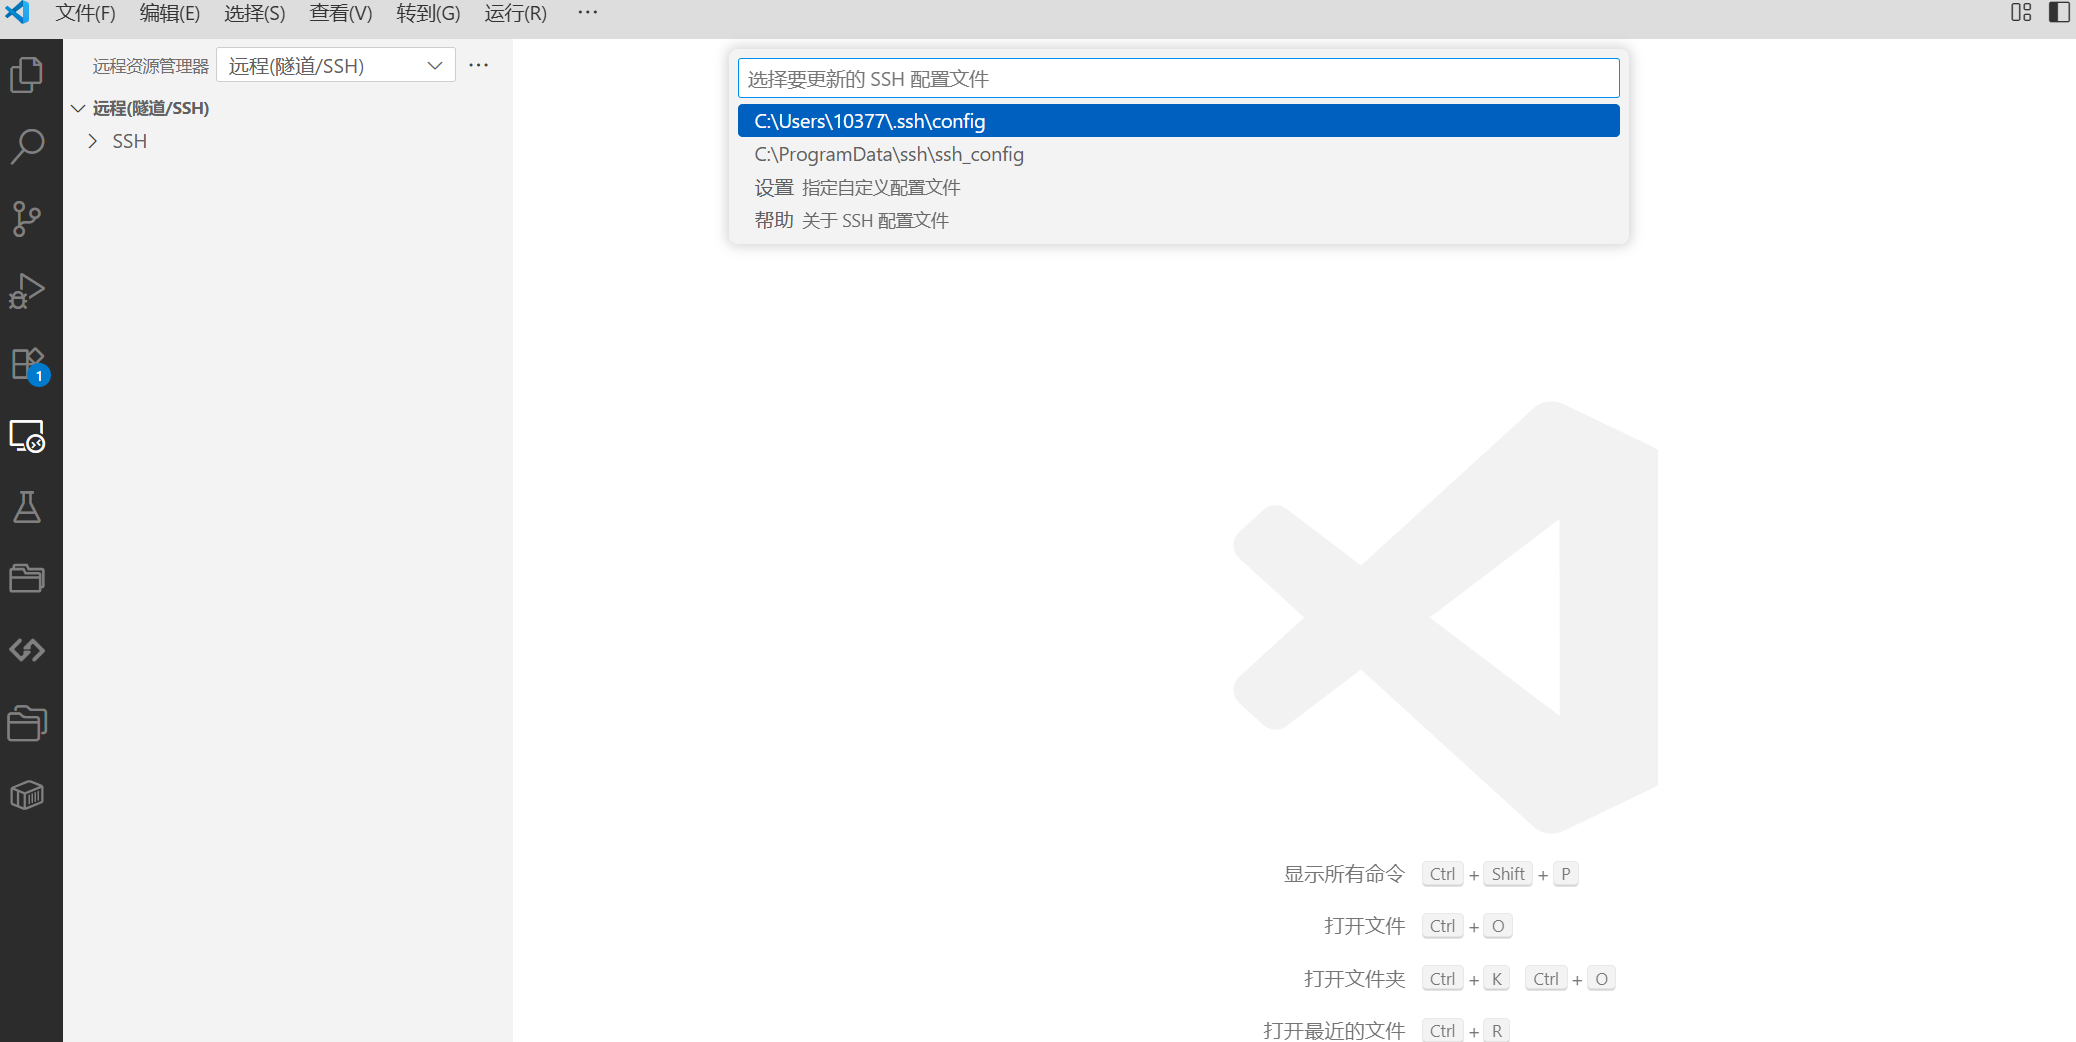 文件(F) 编辑(E) 选择(S) 查看(V) 转到(G) 运行(R) ···
远程资源管理器 远程(隧道/SSH) ···
远程(隧道/SSH)
SSH
1
选择要更新的 SSH 配置文件
C:\Users\10377\.ssh\config
C:\ProgramData\ssh\ssh_config
设置 指定自定义配置文件
帮助 关于 SSH 配置文件
显示所有命令 Ctrl + Shift + P
打开文件 Ctrl + O
打开文件夹 Ctrl + K Ctrl + O
打开最近的文件 Ctrl + R